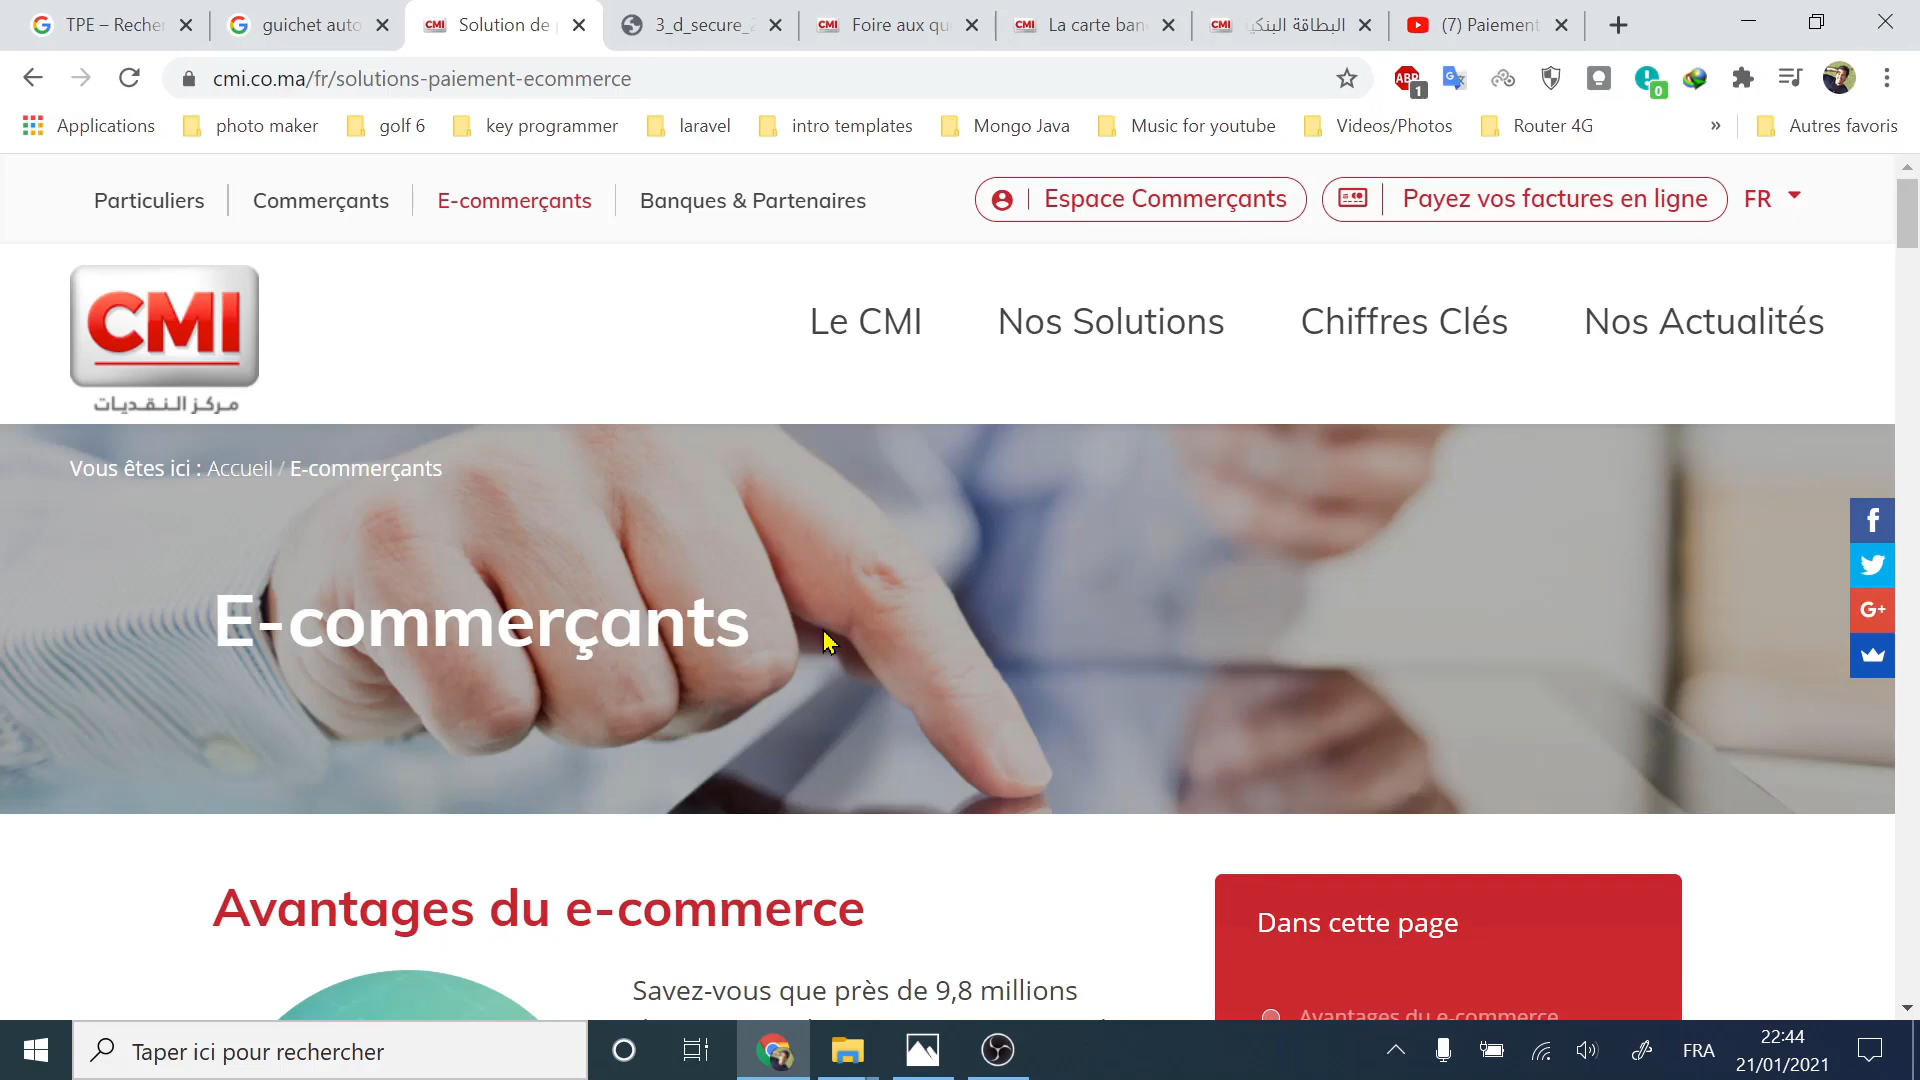 TPE – Recher
guichet auto
Solution de
3_d_secure_
Foire aux qu
La carte ban
البطاقة البنكي
(7) Paiement
cmi.co.ma/fr/solutions-paiement-ecommerce
ABP
1
0
Applications
photo maker
golf 6
key programmer
laravel
intro templates
Mongo Java
Music for youtube
Videos/Photos
Router 4G
»
Autres favoris
Particuliers
Commerçants
E-commerçants
Banques & Partenaires
Espace Commerçants
Payez vos factures en ligne
FR
CMI
مركز النقديات
Le CMI
Nos Solutions
Chiffres Clés
Nos Actualités
Vous êtes ici : Accueil / E-commerçants
E-commerçants
G+
Avantages du e-commerce
Dans cette page
Savez-vous que près de 9,8 millions
Avantages du e-commerce
Taper ici pour rechercher
FRA
22:44
21/01/2021